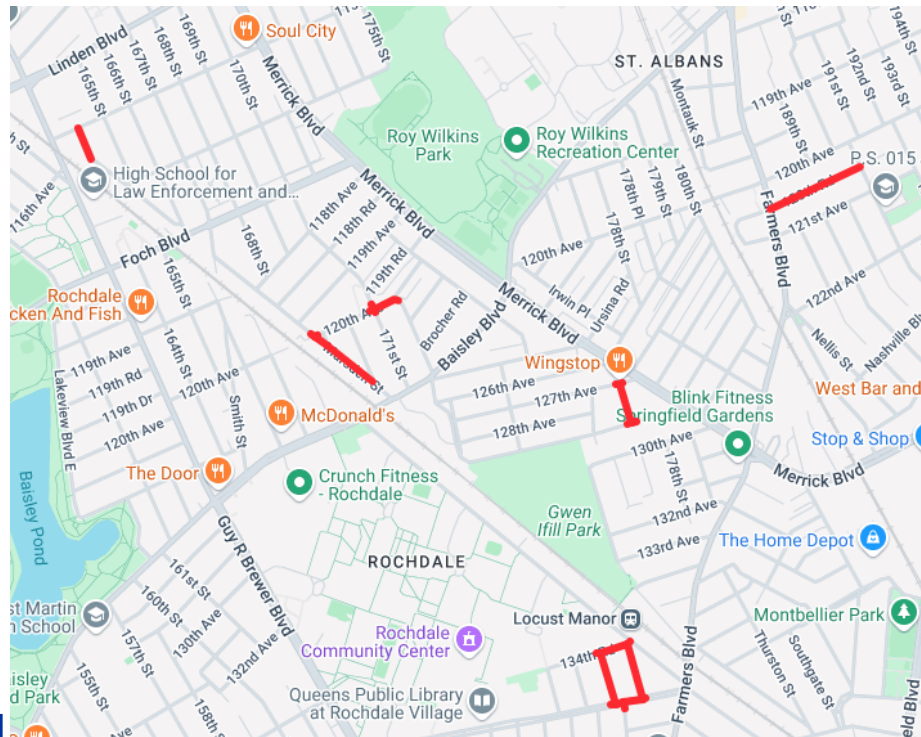 Soul City
Linden Blvd
165th St
166th St
167th St
168th St
169th St
170th St
175th St
Merrick Blvd
ST. ALBANS
Montauk St
194th St
193rd St
192nd St
191st St
189th St
119th Ave
120th Ave
P.S. 015
Roy Wilkins
Park
Roy Wilkins
Recreation Center
High School for
Law Enforcement and...
116th Ave
Foch Blvd
168th St
118th Ave
118th Rd
119th Ave
119th Rd
Merrick Blvd
178th Pl
179th St
180th St
178th St
120th Ave
Farmers Blvd
121st Ave
122nd Ave
Rochdale
cken And Fish
165th St
164th St
120th Ave
171st St
Brocher Rd
Baisley Blvd
Irwin Pl
Ursina Rd
Merrick Blvd
Nellis St
Nashville B
119th Ave
119th Rd
119th Dr
120th Ave
Lakeview Blvd E
120th Ave
Smith St
McDonald's
Wingstop
126th Ave
127th Ave
128th Ave
Blink Fitness
Springfield Gardens
West Bar and
130th Ave
Stop & Shop
Merrick Blvd
The Door
Crunch Fitness
- Rochdale
178th St
Baisley Pond
Gwen
Ifill Park
132nd Ave
133rd Ave
The Home Depot
Guy R Brewer Blvd
ROCHDALE
161st St
160th St
130th Ave
157th St
132nd Ave
155th St
158th St
st Martin
School
Locust Manor
Montbellier Park
Rochdale
Community Center
134th
Farmers Blvd
Thurston St
Southgate St
Queens Public Library
at Rochdale Village
aisley
d Park
eld Blvd